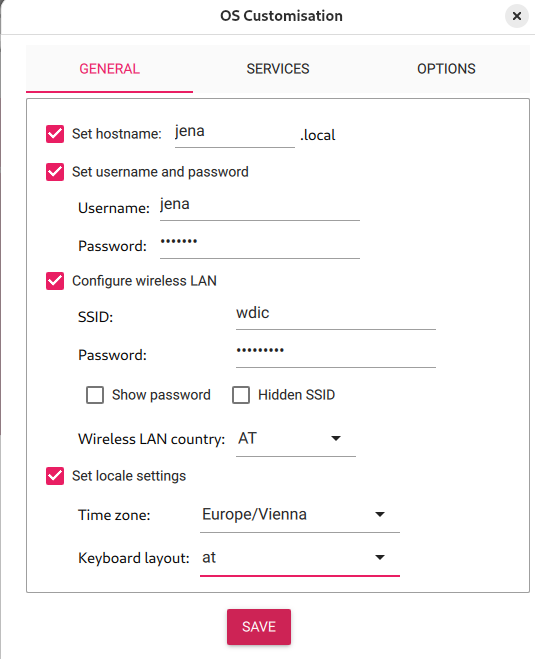 OS Customisation
GENERAL SERVICES OPTIONS
Set hostname: jena .local
Set username and password
Username: jena
Password: •••••••
Configure wireless LAN
SSID: wdic
Password: •••••••••
Show password Hidden SSID
Wireless LAN country: AT
Set locale settings
Time zone: Europe/Vienna
Keyboard layout: at
SAVE